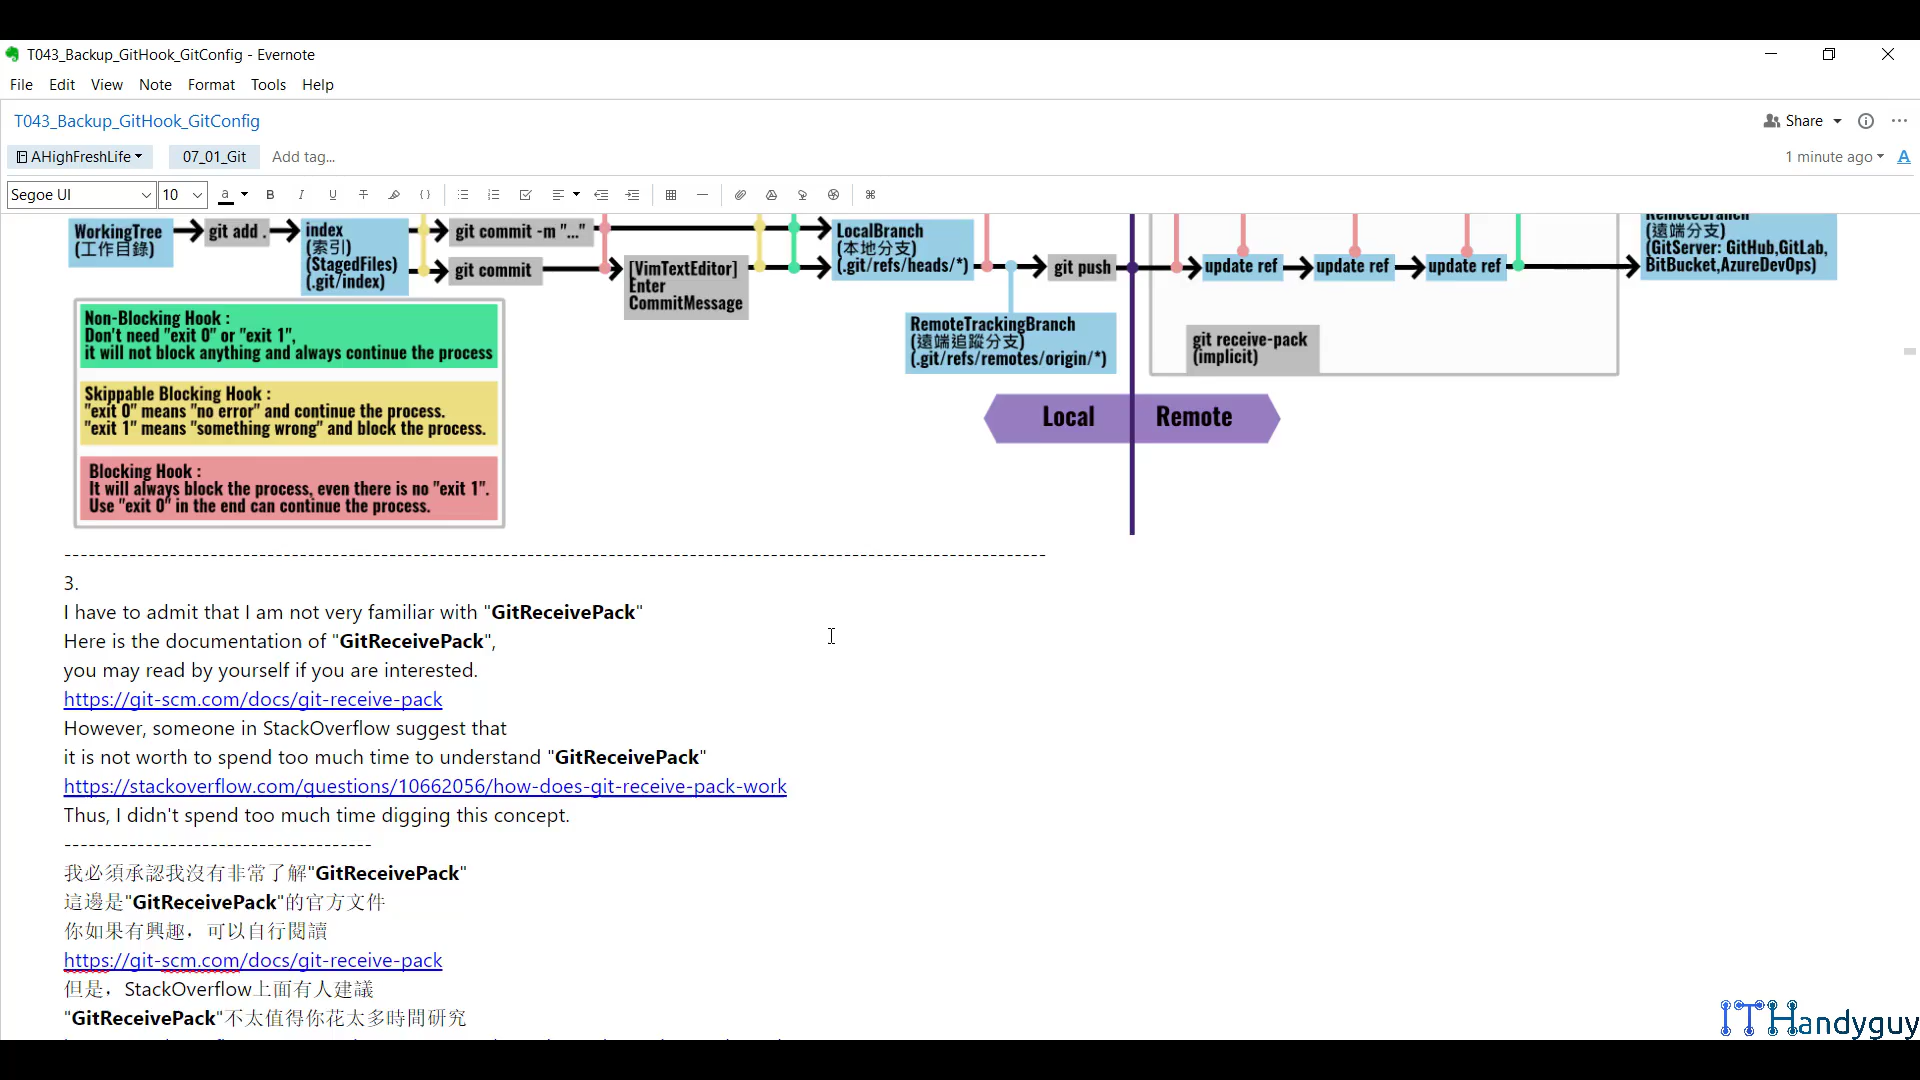 T043_Backup_GitHook_GitConfig - Evernote
File Edit View Note Format Tools Help
T043_Backup_GitHook_GitConfig
Share
AHighFreshLife 07_01_Git Add tag...
1 minute ago
Segoe UI 10
WorkingTree
(工作目錄)
git add .
index
(索引)
(StagedFiles)
(.git/index)
git commit -m "..."
git commit
[VimTextEditor]
Enter
CommitMessage
LocalBranch
(本地分支)
(.git/refs/heads/*)
git push
update ref
update ref
update ref
RemoteBranch
(遠端分支)
(GitServer: GitHub,GitLab,
BitBucket,AzureDevOps)
RemoteTrackingBranch
(遠端追蹤分支)
(.git/refs/remotes/origin/*)
git receive-pack
(implicit)
Local Remote
Non-Blocking Hook :
Don't need "exit 0" or "exit 1",
it will not block anything and always continue the process
Skippable Blocking Hook :
"exit 0" means "no error" and continue the process.
"exit 1" means "something wrong" and block the process.
Blocking Hook :
It will always block the process, even there is no "exit 1".
Use "exit 0" in the end can continue the process.
3.
I have to admit that I am not very familiar with "GitReceivePack"
Here is the documentation of "GitReceivePack",
you may read by yourself if you are interested.
https://git-scm.com/docs/git-receive-pack
However, someone in StackOverflow suggest that
it is not worth to spend too much time to understand "GitReceivePack"
https://stackoverflow.com/questions/10662056/how-does-git-receive-pack-work
Thus, I didn't spend too much time digging this concept.
我必須承認我沒有非常了解"GitReceivePack"
這邊是"GitReceivePack"的官方文件
你如果有興趣，可以自行閱讀
https://git-scm.com/docs/git-receive-pack
但是，StackOverflow上面有人建議
"GitReceivePack"不太值得你花太多時間研究
ITHandyguy